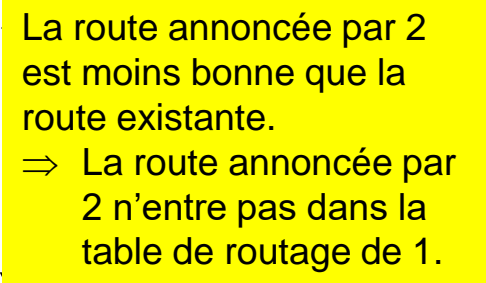 La route annoncée par 2
est moins bonne que la
route existante.
⇒ La route annoncée par
2 n'entre pas dans la
table de routage de 1.